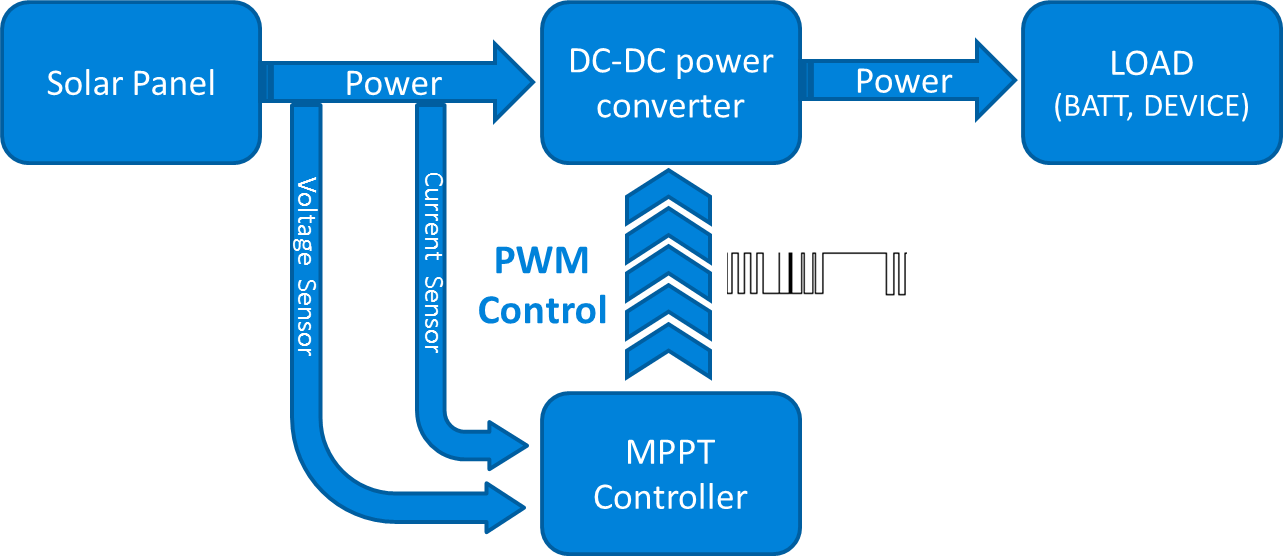 Solar Panel
Power
DC-DC power
converter
Power
LOAD
(BATT, DEVICE)
Voltage Sensor
Current Sensor
PWM
Control
MPPT
Controller